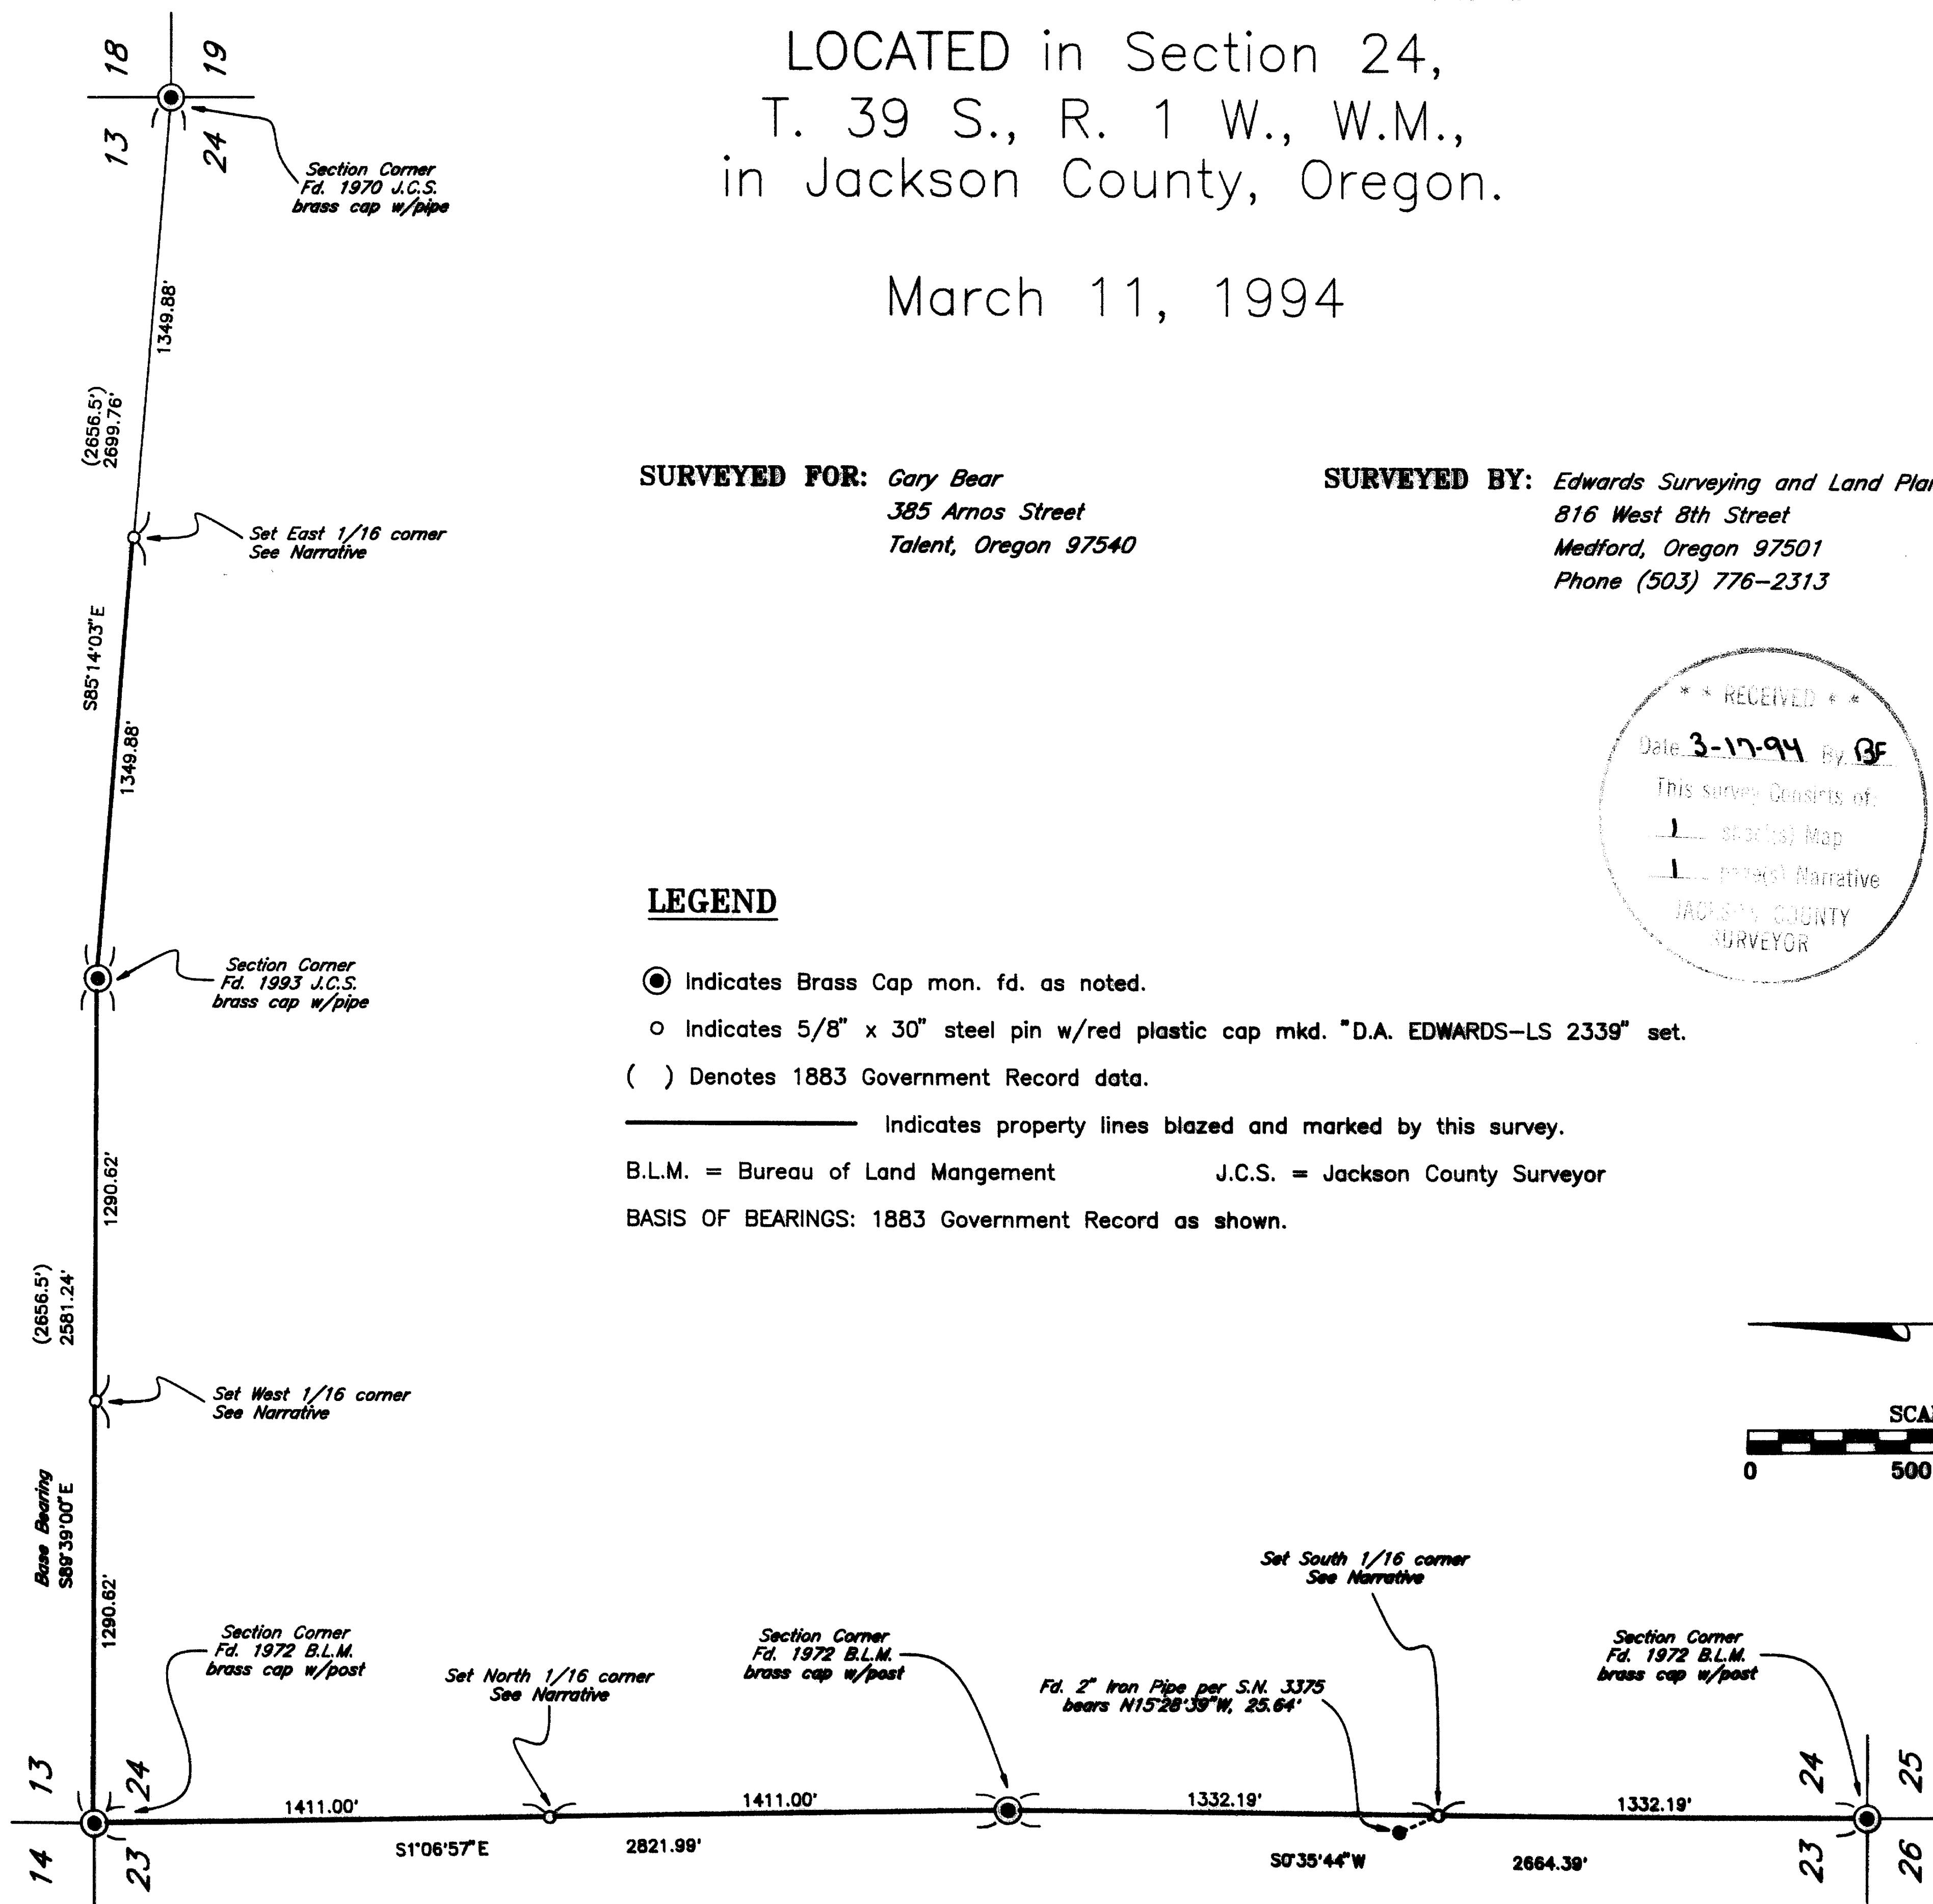 LOCATED in Section 24,
T. 39 S., R. 1 W., W.M.,
in Jackson County, Oregon.
March 11, 1994
18
19
13
24
Section Corner
Fd. 1970 J.C.S.
brass cap w/pipe
1349.88'
(2656.5')
2699.76'
Set East 1/16 corner
See Narrative
S85°14'03"E
1349.88'
SURVEYED FOR: Gary Bear
385 Arnos Street
Talent, Oregon 97540
SURVEYED BY: Edwards Surveying and Land
816 West 8th Street
Medford, Oregon 97501
Phone (503) 776-2313
* * RECEIVED * *
Date 3-17-94 By BF
This survey Consists of:
1 sheet(s) Map
1 page(s) Narrative
JACKSON COUNTY
SURVEYOR
Section Corner
Fd. 1993 J.C.S.
brass cap w/pipe
LEGEND
Indicates Brass Cap mon. fd. as noted.
Indicates 5/8" x 30" steel pin w/red plastic cap mkd. "D.A. EDWARDS-LS 2339" set.
( ) Denotes 1883 Government Record data.
Indicates property lines blazed and marked by this survey.
B.L.M. = Bureau of Land Mangement J.C.S. = Jackson County Surveyor
BASIS OF BEARINGS: 1883 Government Record as shown.
1290.62'
(2656.5')
2581.24'
Set West 1/16 corner
See Narrative
Base Bearing
S89°39'00"E
1290.62'
0 500
Section Corner
Fd. 1972 B.L.M.
brass cap w/post
Set North 1/16 corner
See Narrative
Section Corner
Fd. 1972 B.L.M.
brass cap w/post
Fd. 2" Iron Pipe per S.N. 3375
bears N15°28'39"W, 25.64'
Set South 1/16 corner
See Narrative
Section Corner
Fd. 1972 B.L.M.
brass cap w/post
13
24
14
23
1411.00'
1411.00'
1332.19'
1332.19'
S1°06'57"E
2821.99'
S0°35'44"W
2664.39'
24
25
23
26